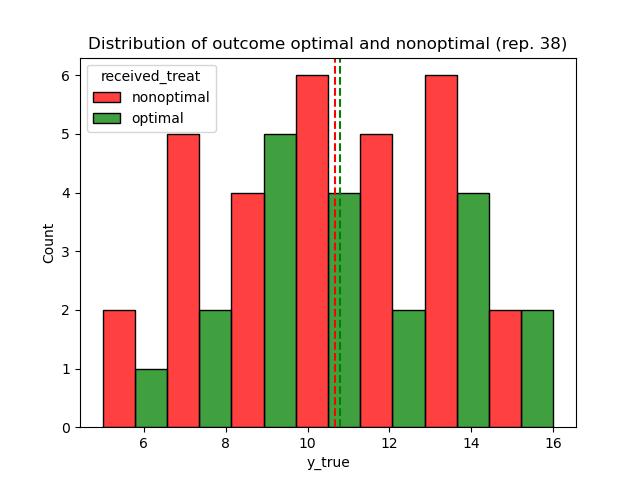 Distribution of outcome optimal and nonoptimal (rep. 38)
received_treat
nonoptimal
optimal
Count
6
5
4
3
2
1
0
6 8 10 12 14 16
y_true